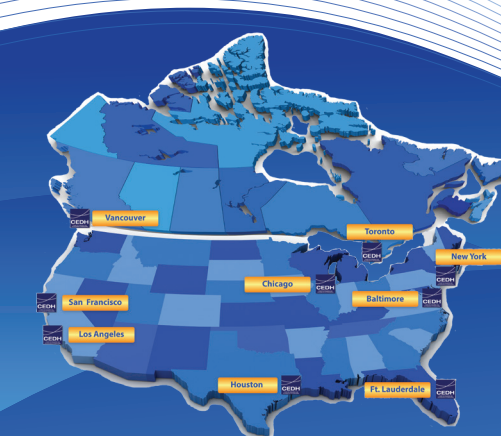 Vancouver
CEDH
Toronto
CEDH
New York
CEDH
Chicago
CEDH
Baltimore
CEDH
San Francisco
CEDH
Los Angeles
CEDH
Houston
CEDH
Ft. Lauderdale
CEDH